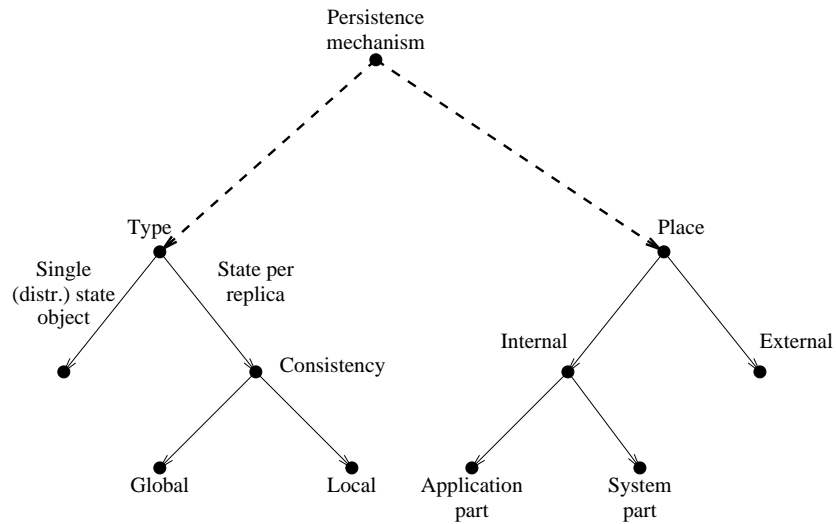 Persistence
mechanism
Type
Place
Single
(distr.) state
object
State per
replica
Internal
External
Consistency
Global
Local
Application
part
System
part